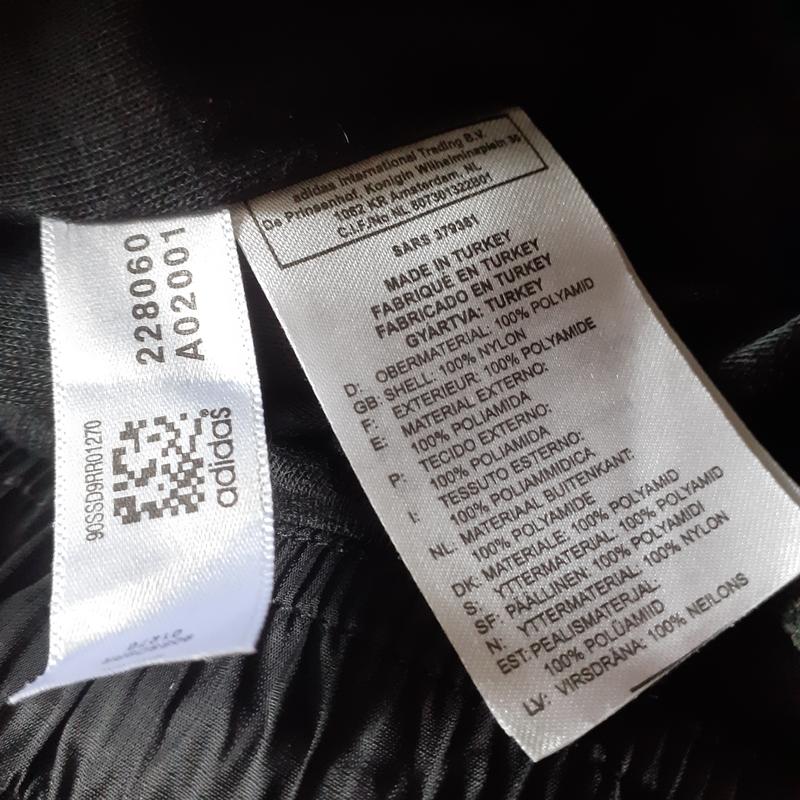 228060
A02001
90SSD9RR01270
adidas®
adidas International Trading B.V.
De Prinsenhof, Konigin Wilhelminaplein 30
1062 KR Amsterdam, NL
C.I.F./No NL 807301322B01
SARS 379381
MADE IN TURKEY
FABRIQUÉ EN TURKEY
FABRICADO EN TURKEY
GYÁRTVA: TURKEY
D: OBERMATERIAL: 100% POLYAMID
GB: SHELL: 100% NYLON
F: EXTERIEUR: 100% POLYAMIDE
E: MATERIAL EXTERNO:
100% POLIAMIDA
P: TECIDO EXTERNO:
100% POLIAMIDA
I: TESSUTO ESTERNO:
100% POLIAMMIDICA
NL: MATERIAAL BUITENKANT:
100% POLYAMIDE
DK: MATERIALE: 100% POLYAMID
S: YTTERMATERIAL: 100% POLYAMID
SF: PÄÄLLINEN: 100% POLYAMIDI
N: YTTERMATERIAL: 100% NYLON
EST: PEALISMATERJAL:
100% POLÜAMIID
LV: VIRSDRĀNA: 100% NEILONS